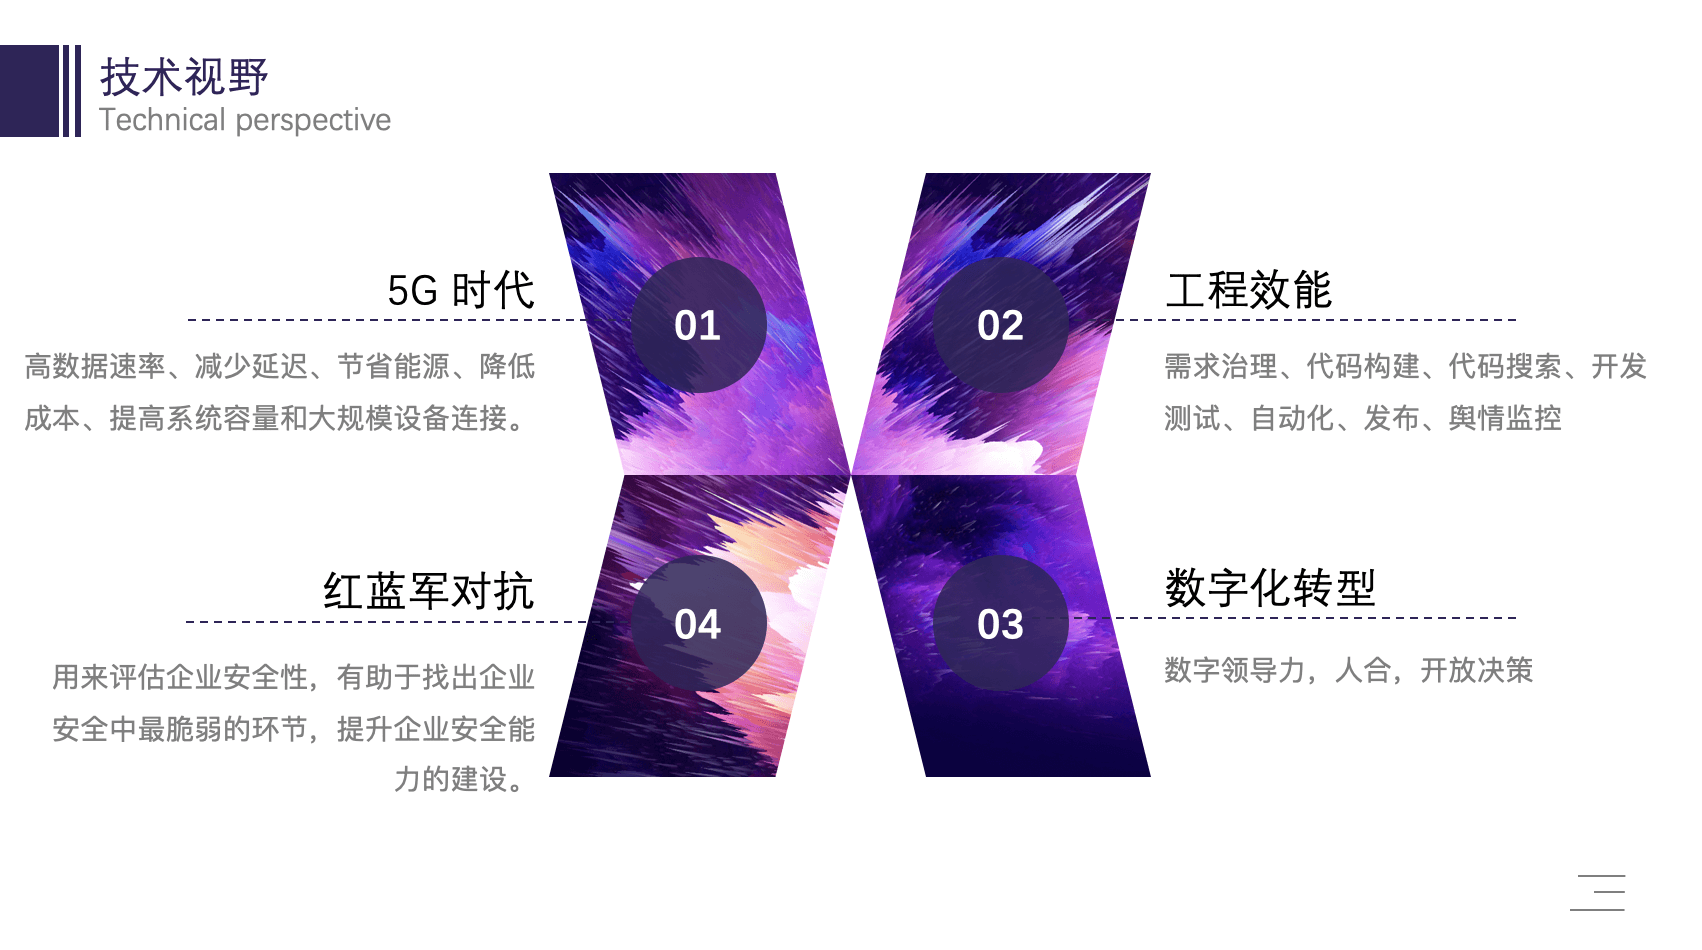 技术视野
Technical perspective
5G 时代
01
高数据速率、减少延迟、节省能源、降低
成本、提高系统容量和大规模设备连接。
02
工程效能
需求治理、代码构建、代码搜索、开发
测试、自动化、发布、舆情监控
红蓝军对抗
04
用来评估企业安全性，有助于找出企业
安全中最脆弱的环节，提升企业安全能
力的建设。
03
数字化转型
数字领导力，人合，开放决策